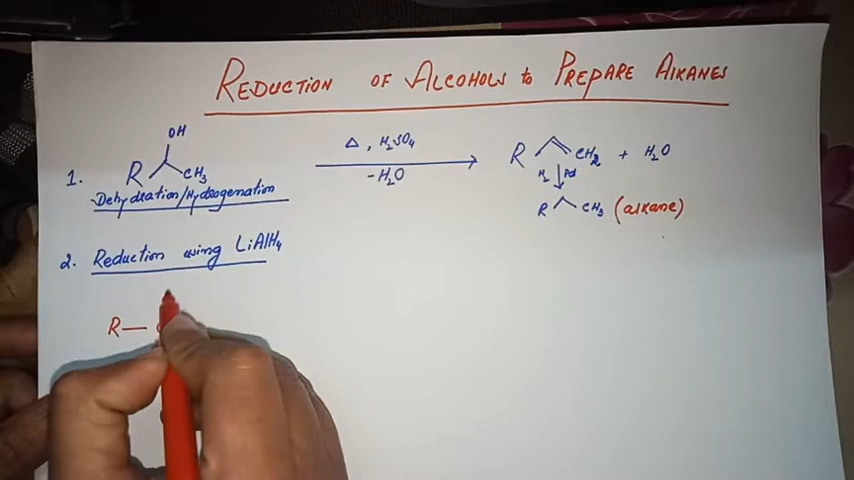 REDUCTION OF ALCOHOLS to PREPARE ALKANES
OH
1. R CH3 Δ, H2SO4 R CH2 + H2O
-H2O
H2 Pd
Dehydration/Hydrogenation
R CH3 (alkane)
2. Reduction using LiAlH4
R—